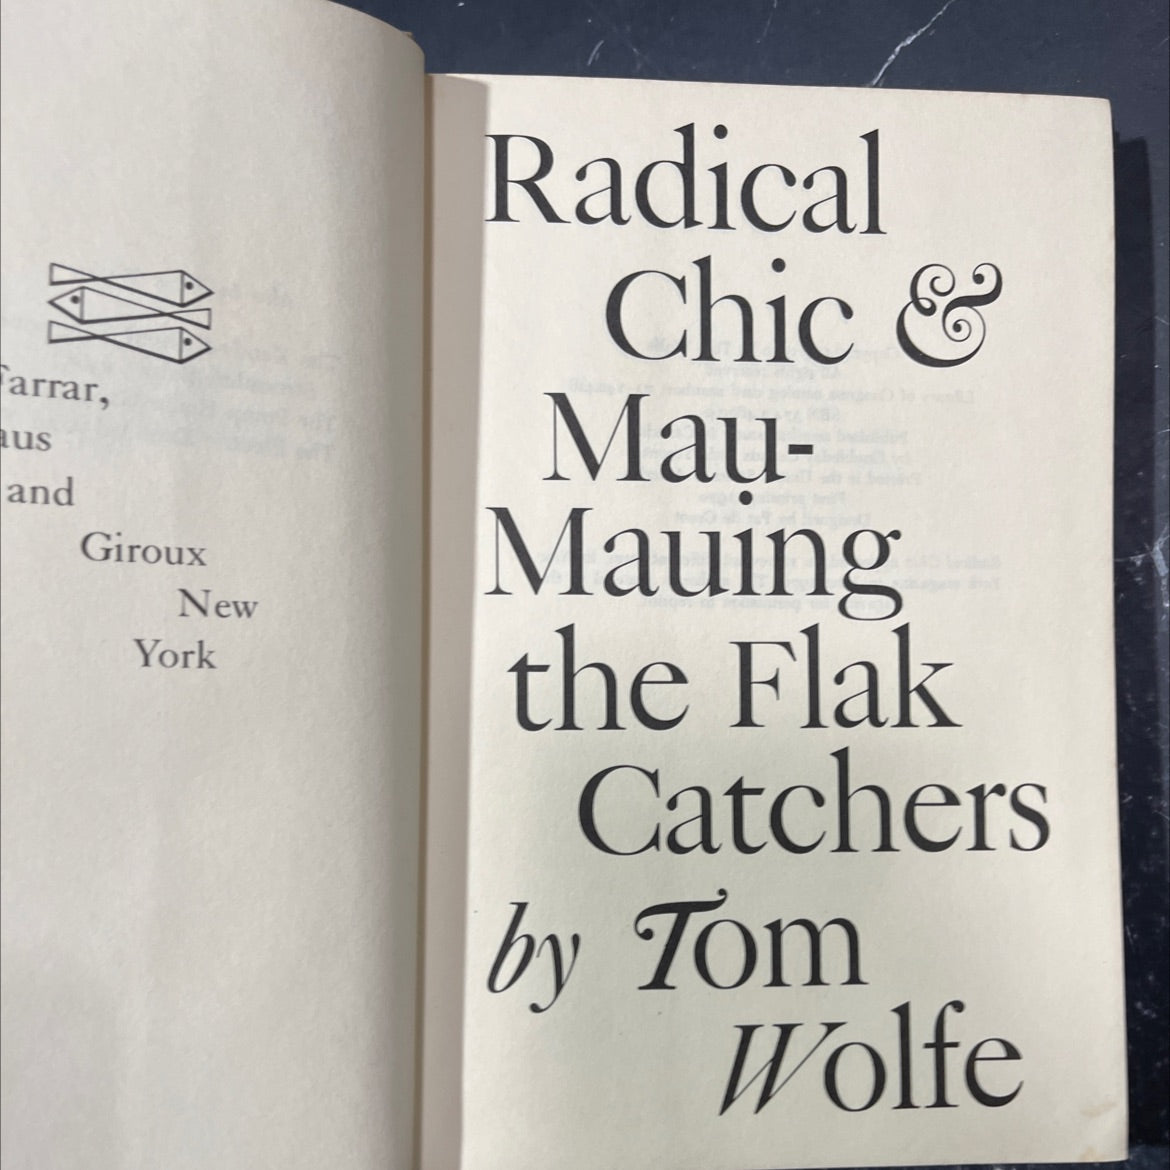 Farrar,
aus
and
Giroux
New
York
Radical
Chic &
Mau-
Mauing
the Flak
Catchers
by Tom
Wolfe